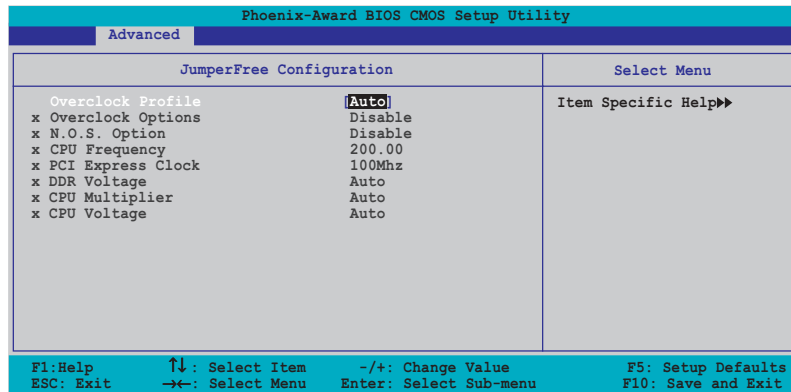 Phoenix-Award BIOS CMOS Setup Utility
Advanced
JumperFree Configuration
Select Menu
Overclock Profile [Auto]
Item Specific Help▶▶
x Overclock Options Disable
x N.O.S. Option Disable
x CPU Frequency 200.00
x PCI Express Clock 100Mhz
x DDR Voltage Auto
x CPU Multiplier Auto
x CPU Voltage Auto
F1:Help ↑↓: Select Item -/+: Change Value F5: Setup Defaults
ESC: Exit →←: Select Menu Enter: Select Sub-menu F10: Save and Exit